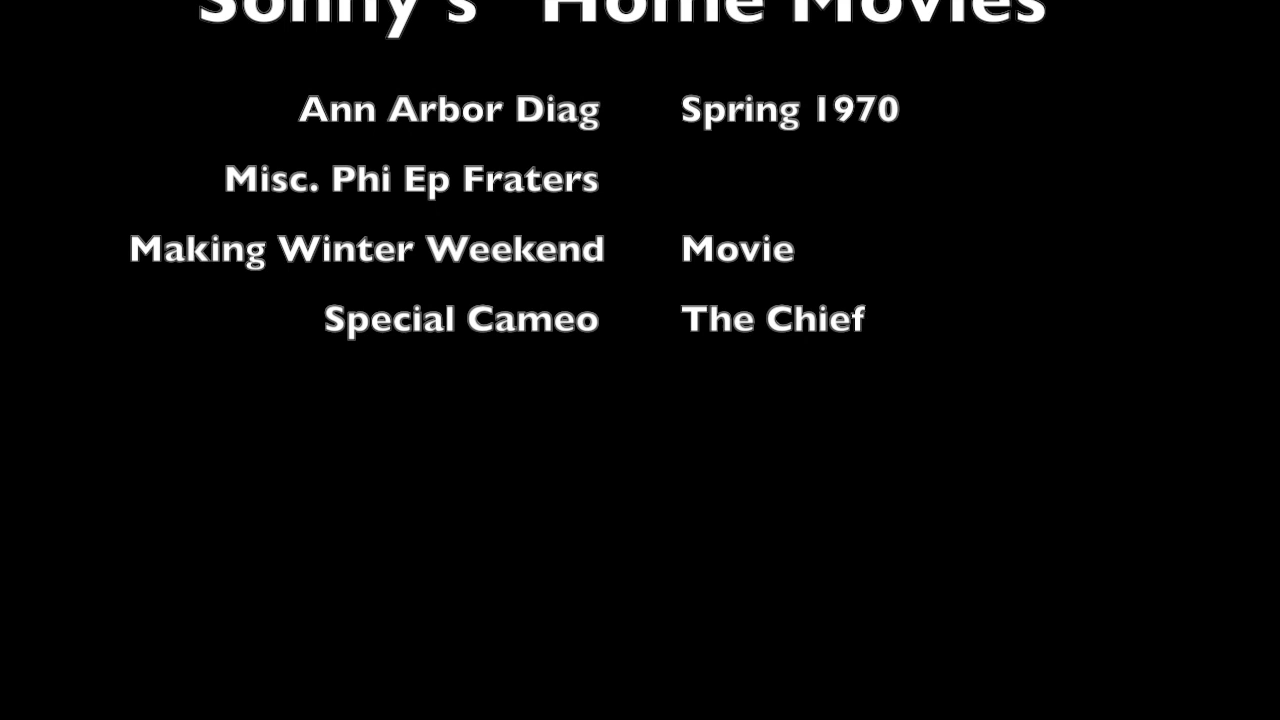 Sonny's Home Movies
Ann Arbor Diag Spring 1970
Misc. Phi Ep Fraters
Making Winter Weekend Movie
Special Cameo The Chief